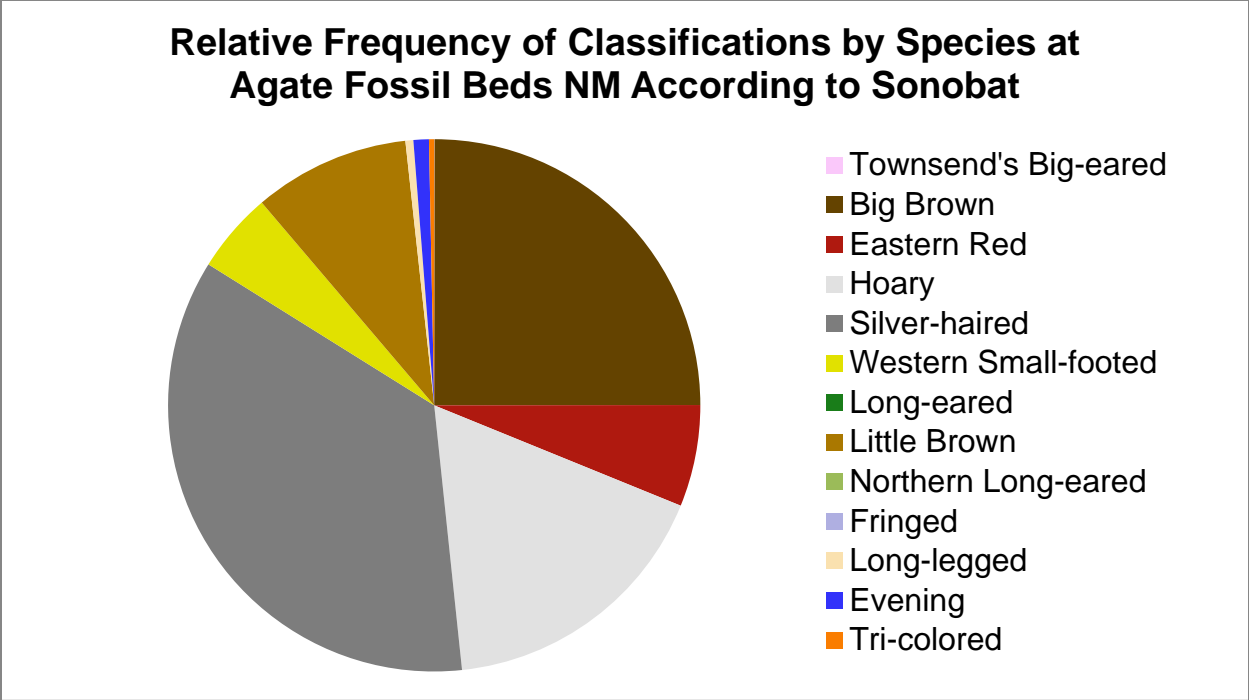 Relative Frequency of Classifications by Species at
Agate Fossil Beds NM According to Sonobat
Townsend's Big-eared
Big Brown
Eastern Red
Hoary
Silver-haired
Western Small-footed
Long-eared
Little Brown
Northern Long-eared
Fringed
Long-legged
Evening
Tri-colored